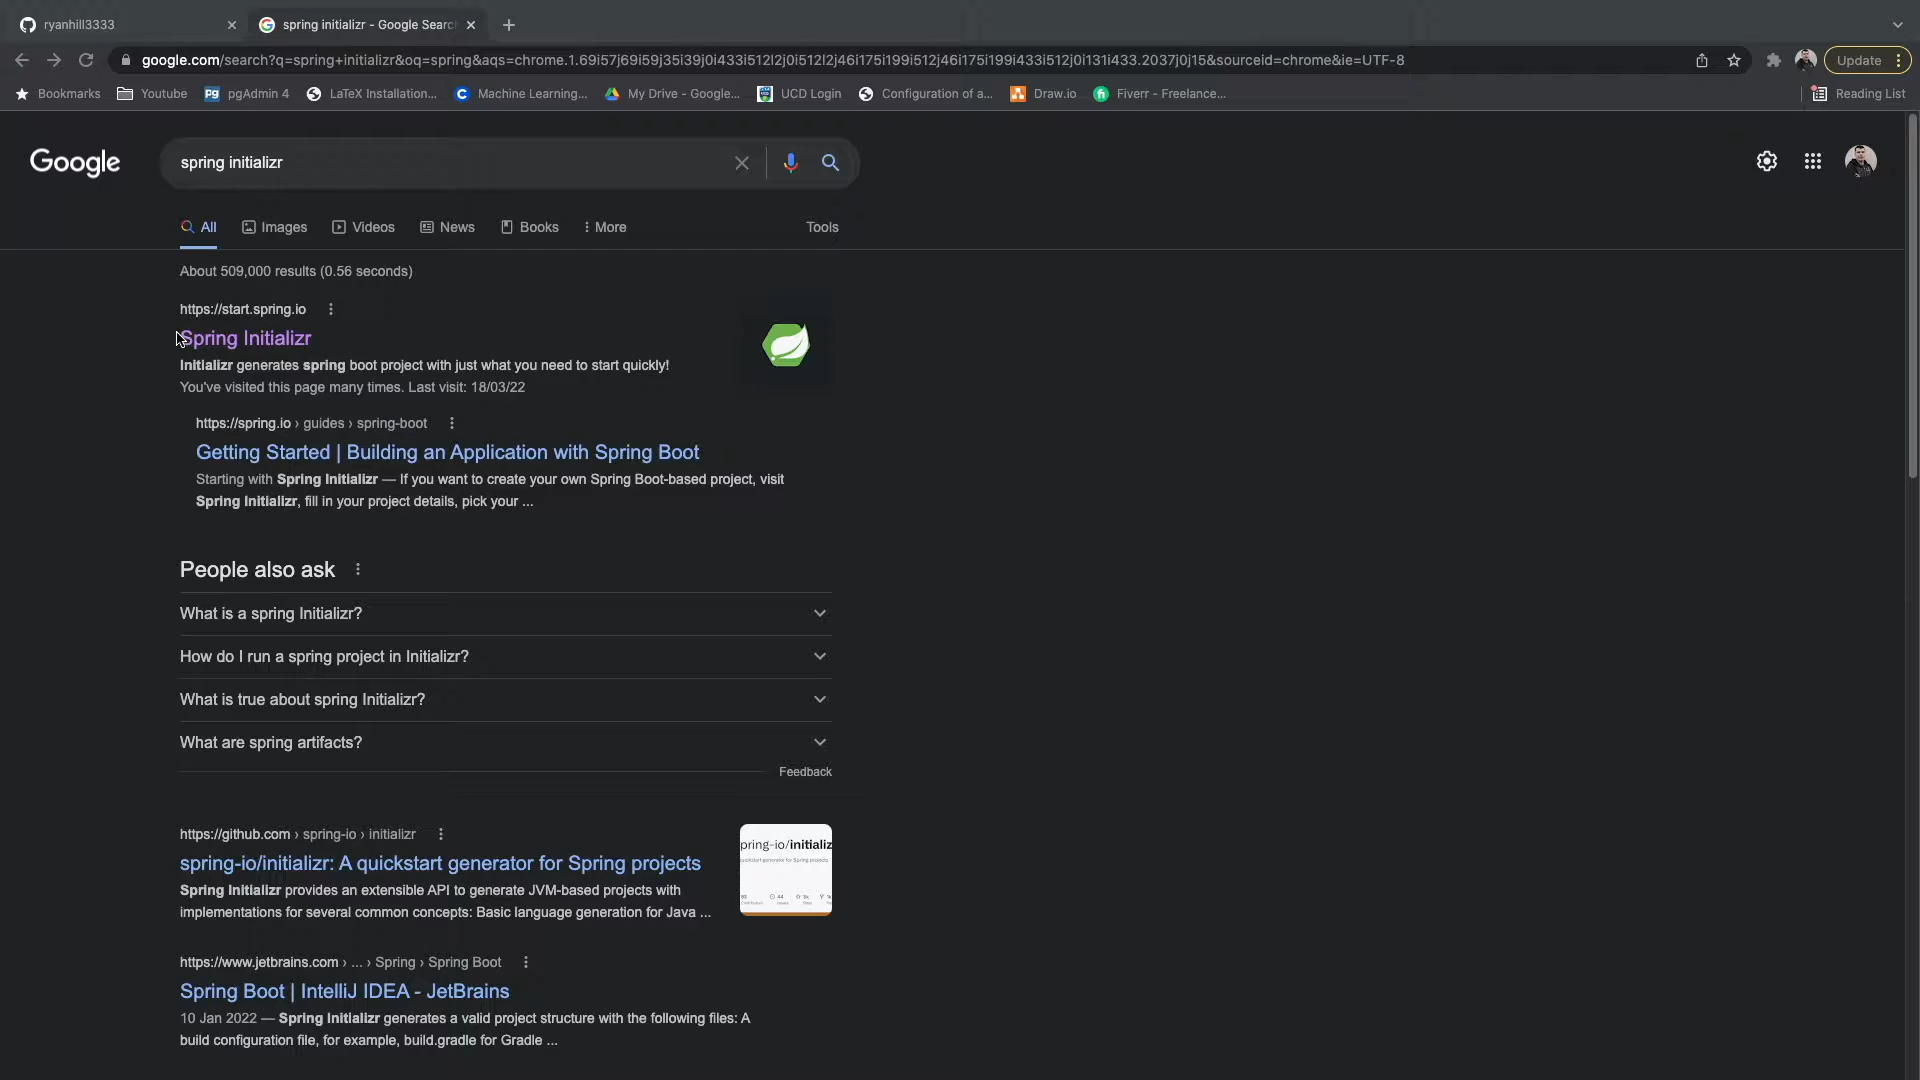 ryanhill3333
spring initializr - Google Searc
google.com/search?q=spring+initializr&oq=spring&aqs=chrome.1.69i57j69i59j35i39j0i433i512l2j0i512l2j46i175i199i512j46i175i199i433i512j0i131i433.2037j0j15&sourceid=chrome&ie=UTF-8
Update
Bookmarks
Youtube
pgAdmin 4
LaTeX Installation...
Machine Learning...
My Drive - Google...
UCD Login
Configuration of a...
Draw.io
Fiverr - Freelance...
Reading List
Google
spring initializr
All
Images
Videos
News
Books
More
Tools
About 509,000 results (0.56 seconds)
https://start.spring.io
Spring Initializr
Initializr generates spring boot project with just what you need to start quickly!
You've visited this page many times. Last visit: 18/03/22
https://spring.io › guides › spring-boot
Getting Started | Building an Application with Spring Boot
Starting with Spring Initializr — If you want to create your own Spring Boot-based project, visit
Spring Initializr, fill in your project details, pick your ...
People also ask
What is a spring Initializr?
How do I run a spring project in Initializr?
What is true about spring Initializr?
What are spring artifacts?
Feedback
https://github.com › spring-io › initializr
spring-io/initializr: A quickstart generator for Spring projects
Spring Initializr provides an extensible API to generate JVM-based projects with
implementations for several common concepts: Basic language generation for Java ...
pring-io/initializ
https://www.jetbrains.com › ... › Spring › Spring Boot
Spring Boot | IntelliJ IDEA - JetBrains
10 Jan 2022 — Spring Initializr generates a valid project structure with the following files: A
build configuration file, for example, build.gradle for Gradle ...